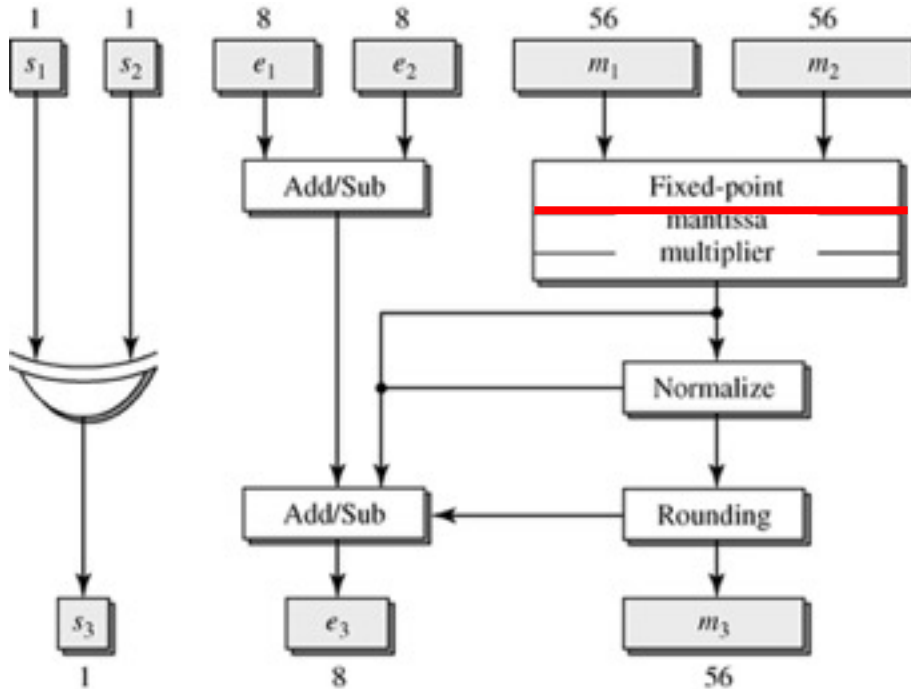 1 1 8 8 56 56
s1 s2 e1 e2 m1 m2
Add/Sub
Fixed-point
mantissa
multiplier
Normalize
Add/Sub
Rounding
s3 e3 m3
1 8 56